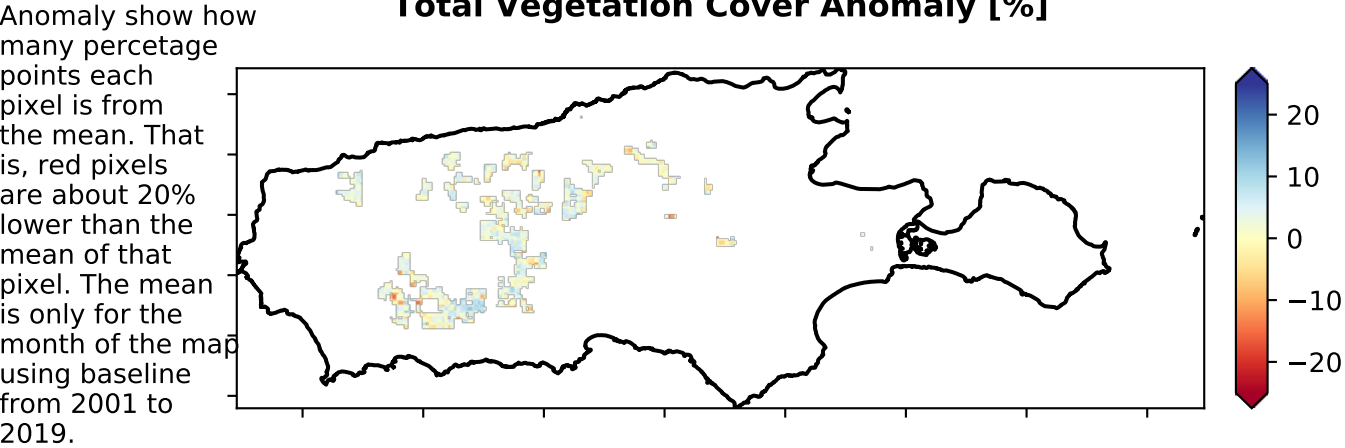 Total Vegetation Cover Anomaly [%]
Anomaly show how
many percetage
points each
pixel is from
the mean. That
is, red pixels
are about 20%
lower than the
mean of that
pixel. The mean
is only for the
month of the map
using baseline
from 2001 to
2019.
20
10
0
−10
−20